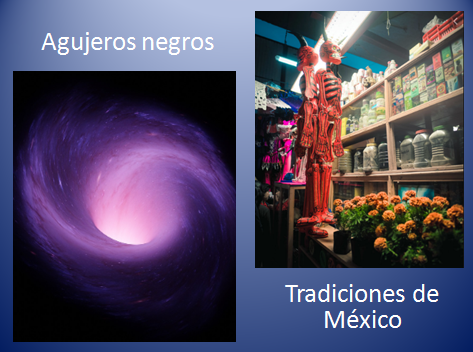 Agujeros negros
Tradiciones de
México